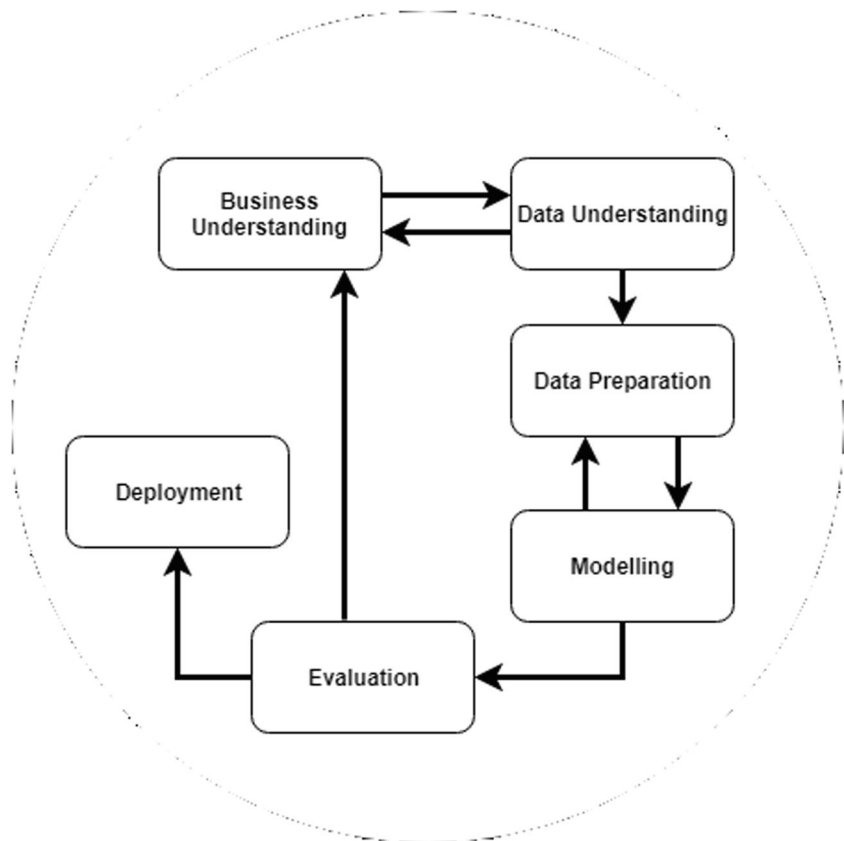 Business
Understanding
Data Understanding
Data Preparation
Deployment
Modelling
Evaluation